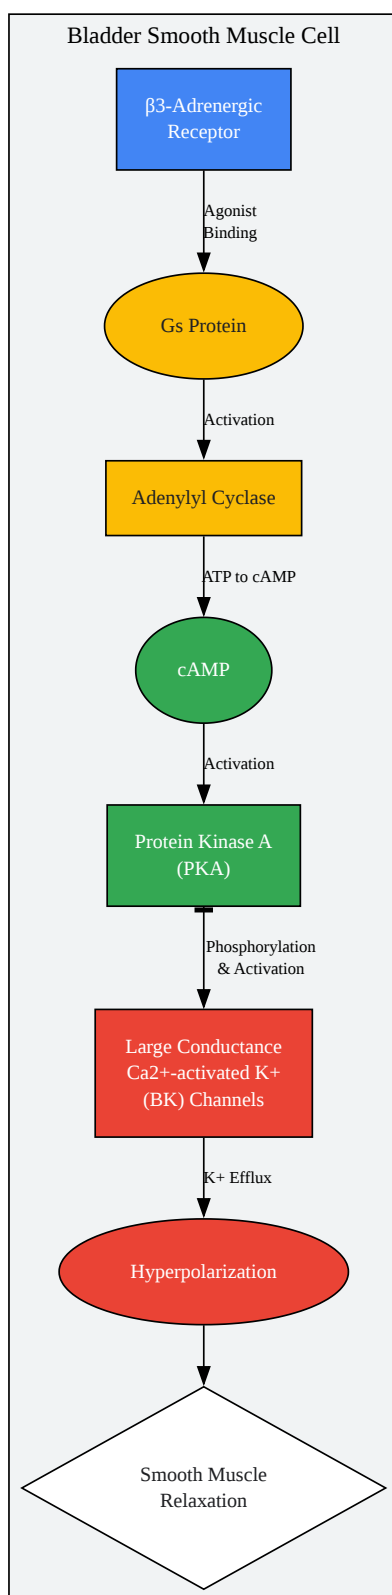 Bladder Smooth Muscle Cell
β3-Adrenergic
Receptor
Agonist
Binding
Gs Protein
Activation
Adenylyl Cyclase
ATP to cAMP
cAMP
Activation
Protein Kinase A
(PKA)
Phosphorylation
& Activation
Large Conductance
Ca2+-activated K+
(BK) Channels
K+ Efflux
Hyperpolarization
Smooth Muscle
Relaxation